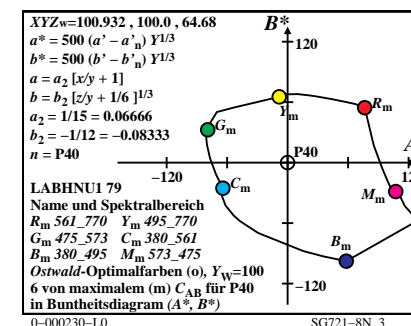 XYZw=100.932 , 100.0 , 64.68
a* = 500 (a' – a'n) Y1/3
b* = 500 (b' – b'n) Y1/3
a = a2 [x/y + 1]
b = b2 [z/y + 1/6 ]1/3
a2 = 1/15 = 0.06666
b2 = –1/12 = –0.08333
n = P40
LABHNU1 79
Name und Spektralbereich
Rm 561_770 Ym 495_770
Gm 475_573 Cm 380_561
Bm 380_495 Mm 573_475
Ostwald-Optimalfarben (o), YW=100
6 von maximalem (m) CAB für P40
in Buntheitsdiagram (A*, B*)
B*
120
Rm
Ym
Gm
P40
A
–120
12
Cm
Mm
Bm
–120
0–000230–L0
SG721–8N_3